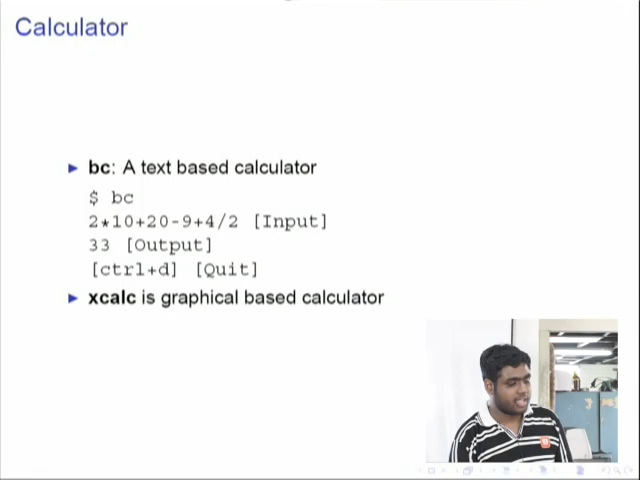 Calculator
bc: A text based calculator
$ bc
2*10+20-9+4/2 [Input]
33 [Output]
[ctrl+d] [Quit]
xcalc is graphical based calculator